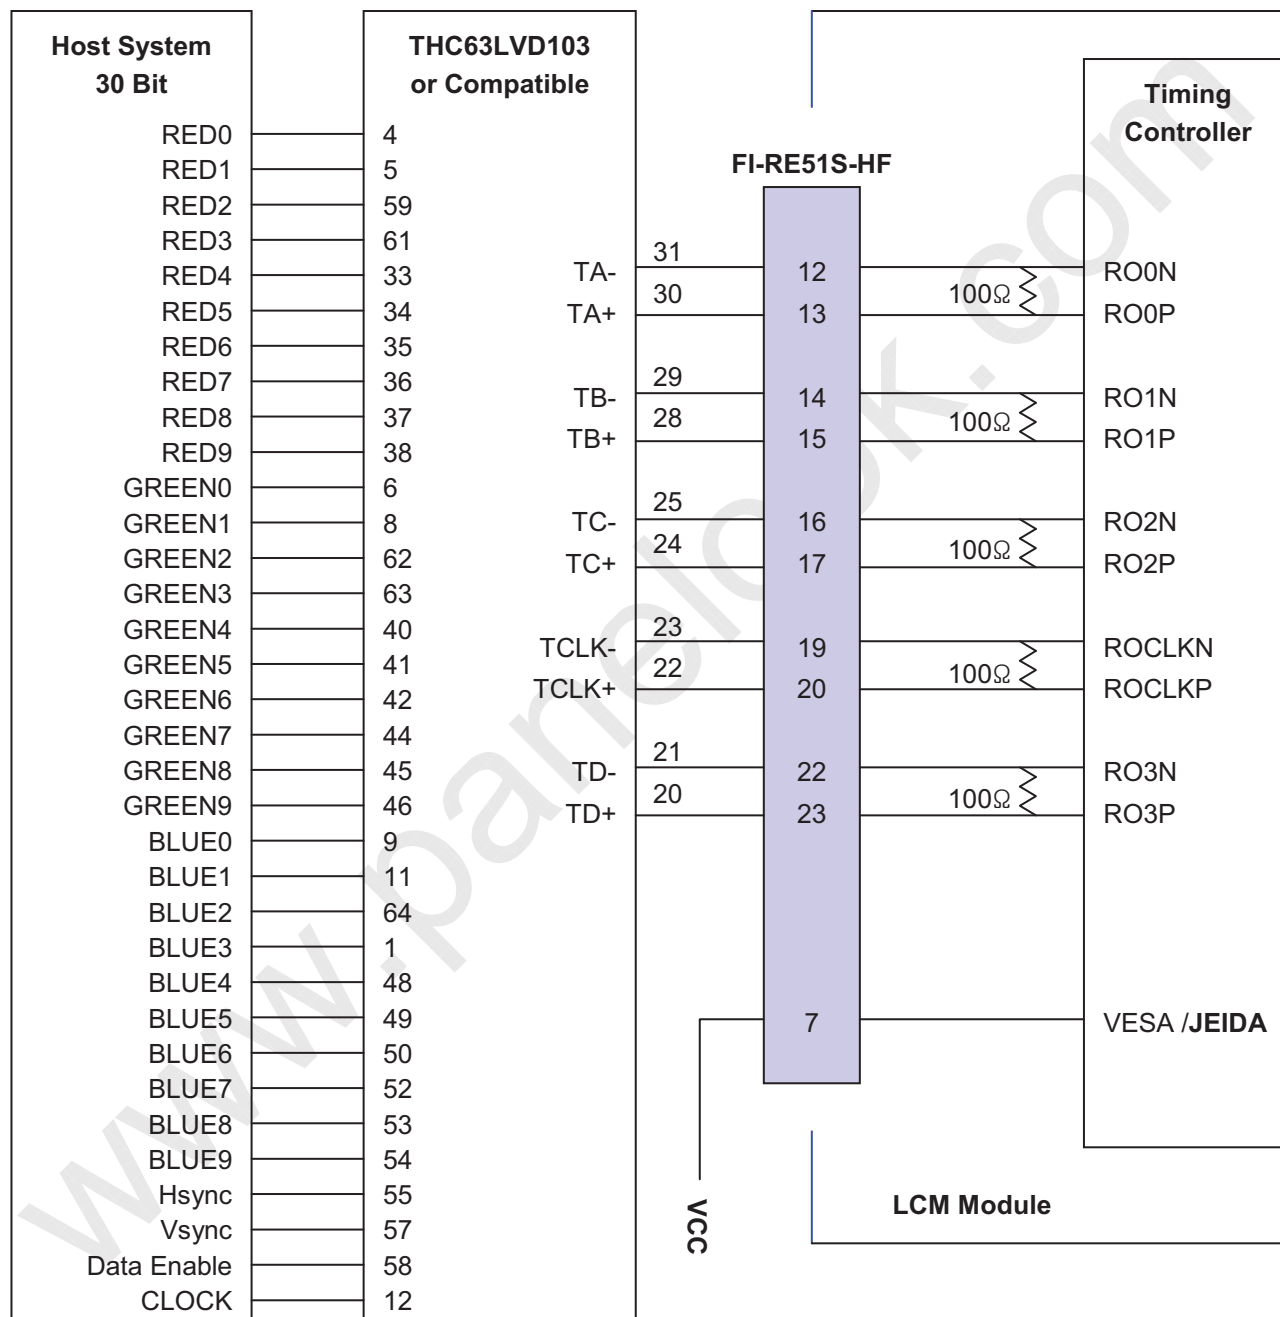 Host System
30 Bit
RED0
RED1
RED2
RED3
RED4
RED5
RED6
RED7
RED8
RED9
GREEN0
GREEN1
GREEN2
GREEN3
GREEN4
GREEN5
GREEN6
GREEN7
GREEN8
GREEN9
BLUE0
BLUE1
BLUE2
BLUE3
BLUE4
BLUE5
BLUE6
BLUE7
BLUE8
BLUE9
Hsync
Vsync
Data Enable
CLOCK
THC63LVD103
or Compatible
4
5
59
61
33
34
35
36
37
38
6
8
62
63
40
41
42
44
45
46
9
11
64
1
48
49
50
52
53
54
55
57
58
12
TA-
TA+
TB-
TB+
TC-
TC+
TCLK-
TCLK+
TD-
TD+
31
30
29
28
25
24
23
22
21
20
FI-RE51S-HF
12
13
14
15
16
17
19
20
22
23
7
VCC
100Ω
100Ω
100Ω
100Ω
100Ω
Timing
Controller
RO0N
RO0P
RO1N
RO1P
RO2N
RO2P
ROCLKN
ROCLKP
RO3N
RO3P
VESA /JEIDA
LCM Module
www.panelook.com